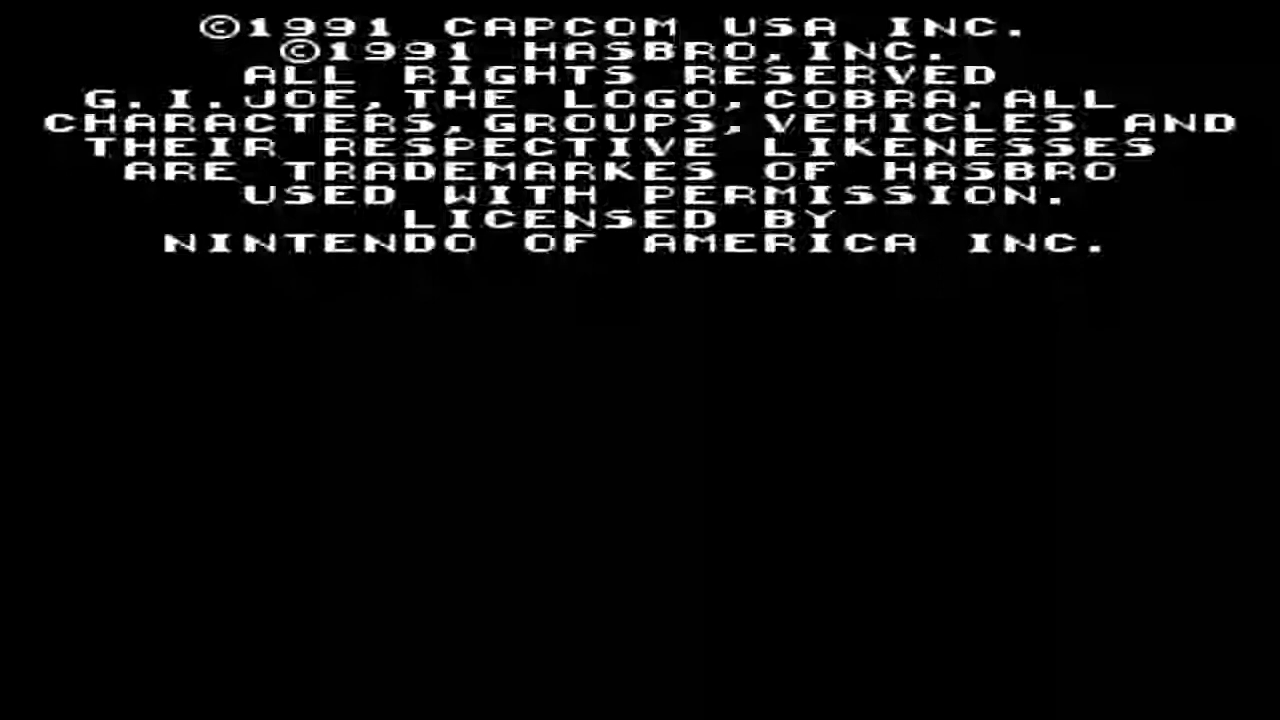 ©1991 CAPCOM USA INC.
©1991 HASBRO,INC.
ALL RIGHTS RESERVED
G.I.JOE,THE LOGO,COBRA,ALL
CHARACTERS,GROUPS,VEHICLES AND
THEIR RESPECTIVE LIKENESSES
ARE TRADEMARKES OF HASBRO
USED WITH PERMISSION.
LICENSED BY
NINTENDO OF AMERICA INC.